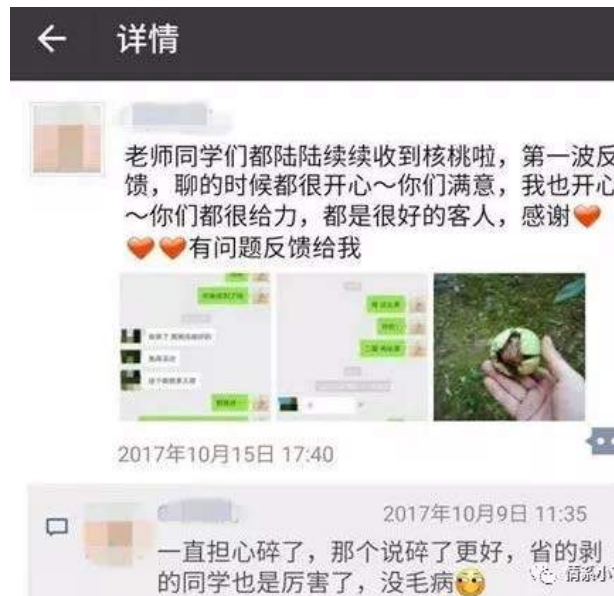 详情
老师同学们都陆陆续续收到核桃啦，第一波反
馈，聊的时候都很开心～你们满意，我也开心
～你们都很给力，都是很好的客人，感谢
有问题反馈给我
2017年10月15日 17:40
2017年10月9日 11:35
一直担心碎了，那个说碎了更好，省的剥
的同学也是厉害了，没毛病